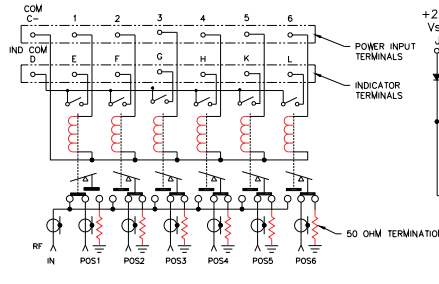 COM
C- 1 2 3 4 5 6
IND COM
D E F G H K L
POWER INPUT
TERMINALS
INDICATOR
TERMINALS
50 OHM TERMINATION
RF
IN POS1 POS2 POS3 POS4 POS5 POS6
+2
Vs